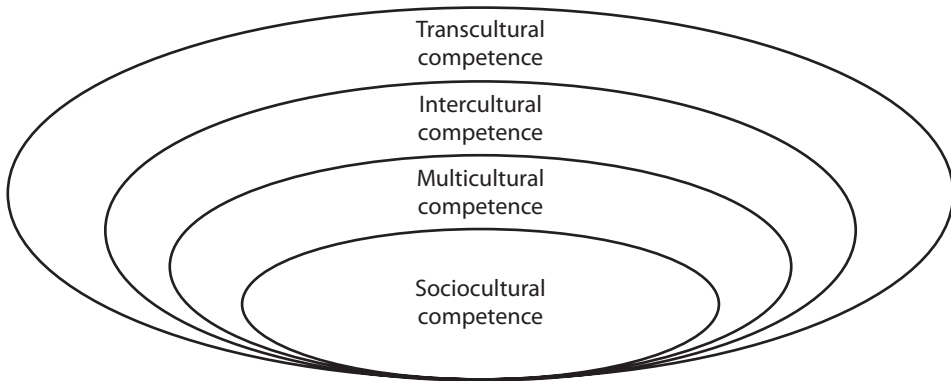 Transcultural
competence
Intercultural
competence
Multicultural
competence
Sociocultural
competence